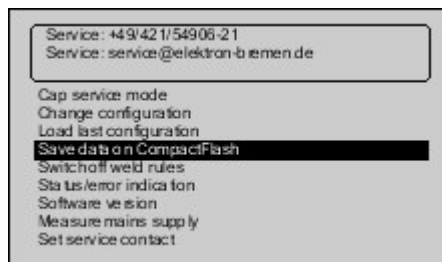 Service: +49/421/54906-21
Service: service@elektron-bremen.de
Cap service mode
Change configuration
Load last configuration
Save data on CompactFlash
Switch off weld rules
Status/error indication
Software version
Measure mains supply
Set service contact